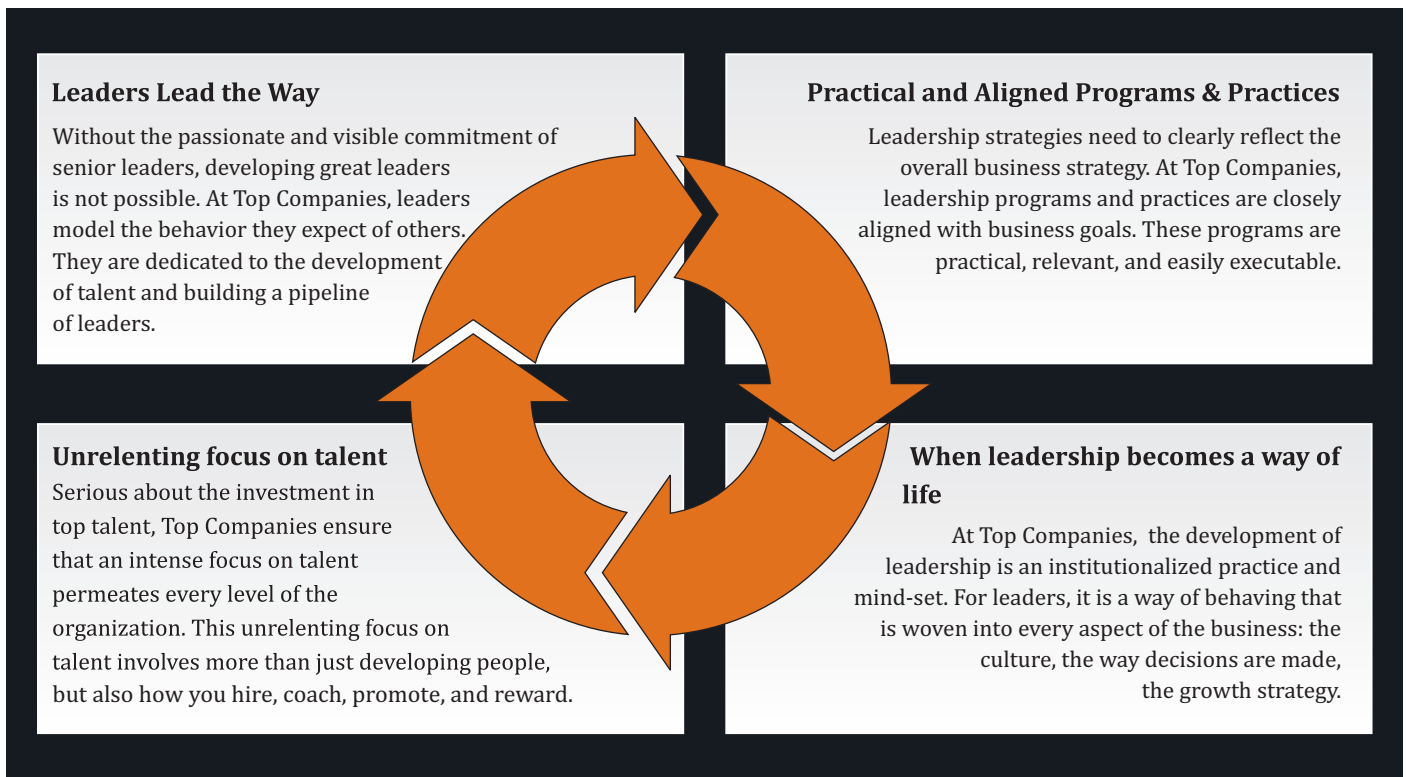 Leaders Lead the Way
Without the passionate and visible commitment of
senior leaders, developing great leaders
is not possible. At Top Companies, leaders
model the behavior they expect of others.
They are dedicated to the development
of talent and building a pipeline
of leaders.
Practical and Aligned Programs & Practices
Leadership strategies need to clearly reflect the
overall business strategy. At Top Companies,
leadership programs and practices are closely
aligned with business goals. These programs are
practical, relevant, and easily executable.
Unrelenting focus on talent
Serious about the investment in
top talent, Top Companies ensure
that an intense focus on talent
permeates every level of the
organization. This unrelenting focus on
talent involves more than just developing people,
but also how you hire, coach, promote, and reward.
When leadership becomes a way of
life
At Top Companies,  the development of
leadership is an institutionalized practice and
mind-set. For leaders, it is a way of behaving that
is woven into every aspect of the business: the
culture, the way decisions are made,
the growth strategy.